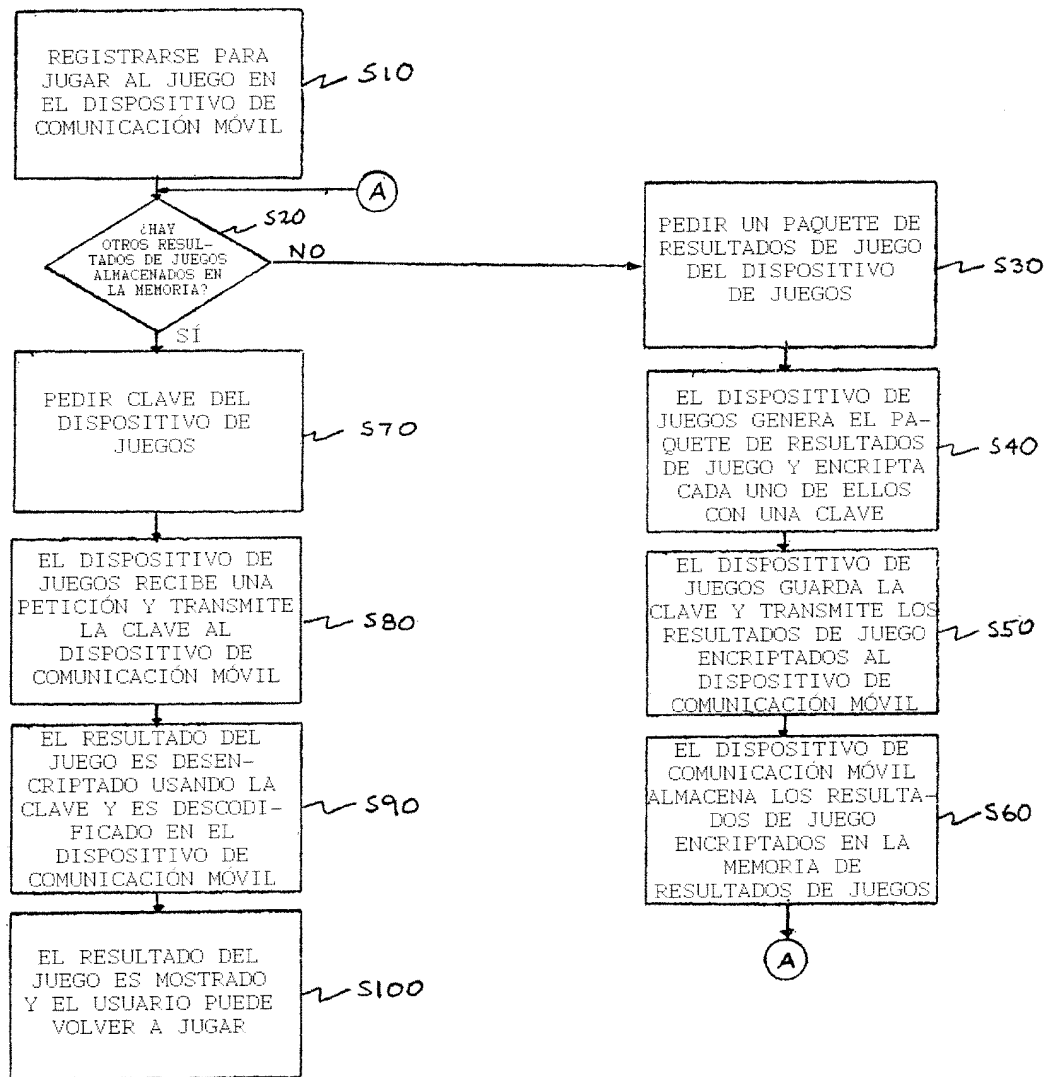 REGISTRARSE PARA
JUGAR AL JUEGO EN
EL DISPOSITIVO DE
COMUNICACIÓN MÓVIL
S10
A
¿HAY
OTROS RESUL-
TADOS DE JUEGOS
ALMACENADOS EN
LA MEMORIA?
S20
NO
SÍ
PEDIR UN PAQUETE DE
RESULTADOS DE JUEGO
DEL DISPOSITIVO
DE JUEGOS
S30
EL DISPOSITIVO DE
JUEGOS GENERA EL PA-
QUETE DE RESULTADOS
DE JUEGO Y ENCRIPTA
CADA UNO DE ELLOS
CON UNA CLAVE
S40
EL DISPOSITIVO DE
JUEGOS GUARDA LA
CLAVE Y TRANSMITE LOS
RESULTADOS DE JUEGO
ENCRIPTADOS AL
DISPOSITIVO DE
COMUNICACIÓN MÓVIL
S50
EL DISPOSITIVO DE
COMUNICACIÓN MÓVIL
ALMACENA LOS RESULTA-
DOS DE JUEGO
ENCRIPTADOS EN LA
MEMORIA DE
RESULTADOS DE JUEGOS
S60
A
PEDIR CLAVE DEL
DISPOSITIVO DE
JUEGOS
S70
EL DISPOSITIVO DE
JUEGOS RECIBE UNA
PETICIÓN Y TRANSMITE
LA CLAVE AL
DISPOSITIVO DE
COMUNICACIÓN MÓVIL
S80
EL RESULTADO DEL
JUEGO ES DESEN-
CRIPTADO USANDO LA
CLAVE Y ES DESCODI-
FICADO EN EL
DISPOSITIVO DE
COMUNICACIÓN MÓVIL
S90
EL RESULTADO DEL
JUEGO ES MOSTRADO
Y EL USUARIO PUEDE
VOLVER A JUGAR
S100